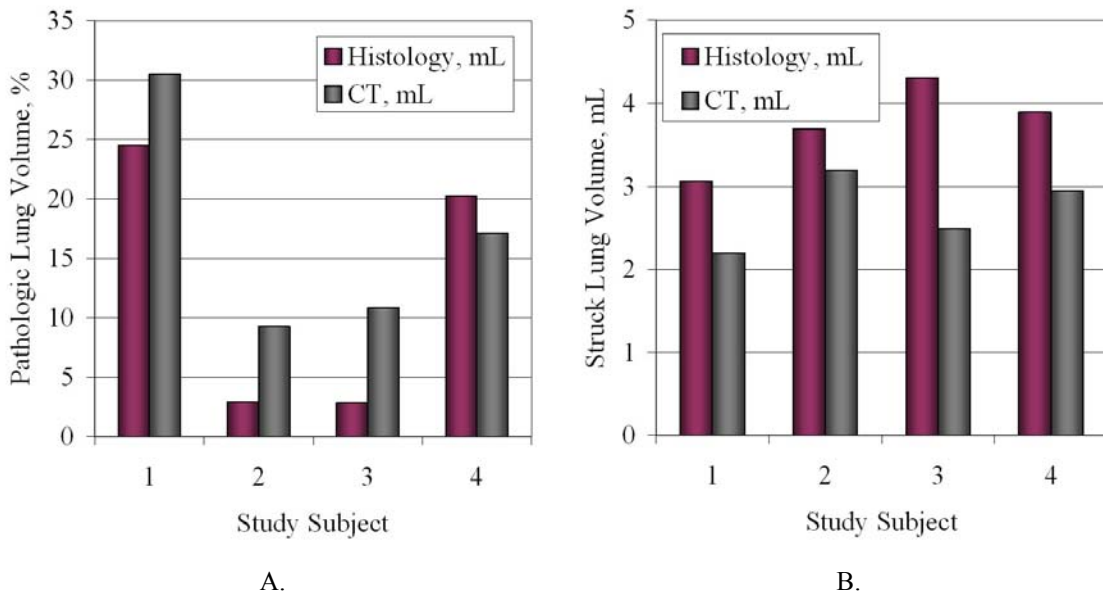 Pathologic Lung Volume, %
35
30
25
20
15
10
5
0
Histology, mL
CT, mL
1 2 3 4
Study Subject
A.
Struck Lung Volume, mL
5
4
3
2
1
0
Histology, mL
CT, mL
1 2 3 4
Study Subject
B.